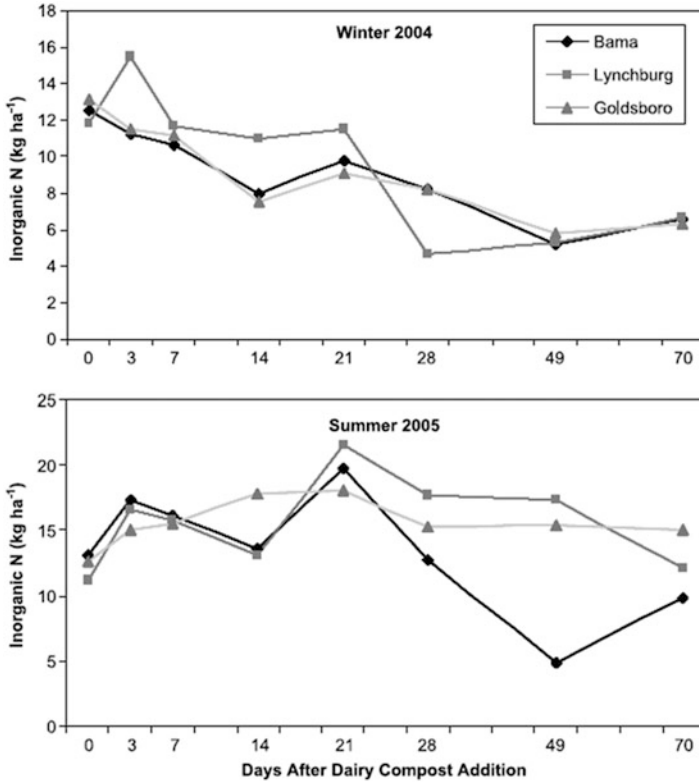 18
16
14
12
10
8
6
4
2
0
Inorganic N (kg ha⁻¹)
Winter 2004
Bama
Lynchburg
Goldsboro
0 3 7 14 21 28 49 70
25
20
15
10
5
0
Inorganic N (kg ha⁻¹)
Summer 2005
0 3 7 14 21 28 49 70
Days After Dairy Compost Addition